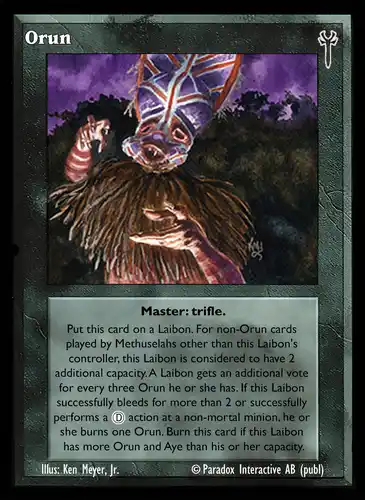 Orun
KMJ
05
Master: trifle.
Put this card on a Laibon. For non-Orun cards
played by Methuselahs other than this Laibon's
controller, this Laibon is considered to have 2
additional capacity. A Laibon gets an additional vote
for every three Orun he or she has. If this Laibon
successfully bleeds for more than 2 or successfully
performs a D action at a non-mortal minion, he or
she burns one Orun. Burn this card if this Laibon
has more Orun and Aye than his or her capacity.
Illus: Ken Meyer, Jr. © Paradox Interactive AB (publ)